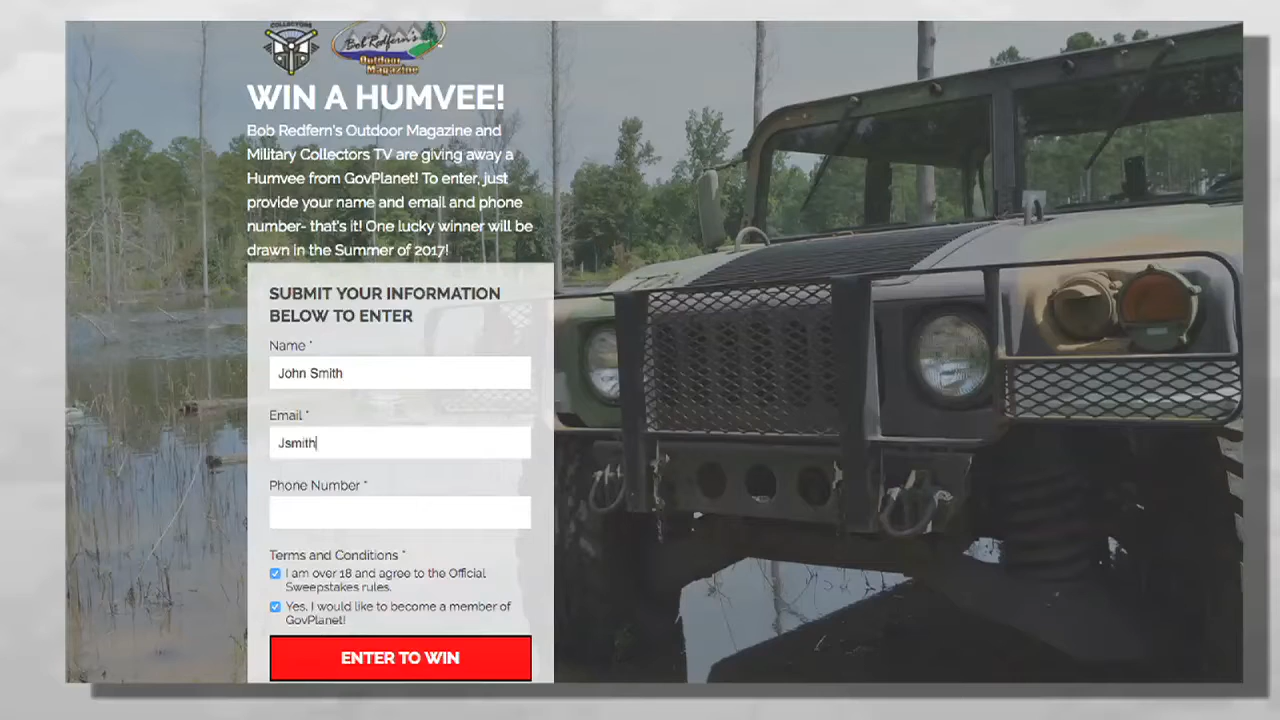 COLLECTORS
Bob Redfern's
Outdoor
Magazine
WIN A HUMVEE!
Bob Redfern's Outdoor Magazine and
Military Collectors TV are giving away a
Humvee from GovPlanet! To enter, just
provide your name and email and phone
number- that's it! One lucky winner will be
drawn in the Summer of 2017!
SUBMIT YOUR INFORMATION
BELOW TO ENTER
Name *
John Smith
Email *
Jsmith
Phone Number *
Terms and Conditions *
I am over 18 and agree to the Official
Sweepstakes rules.
Yes, I would like to become a member of
GovPlanet!
ENTER TO WIN